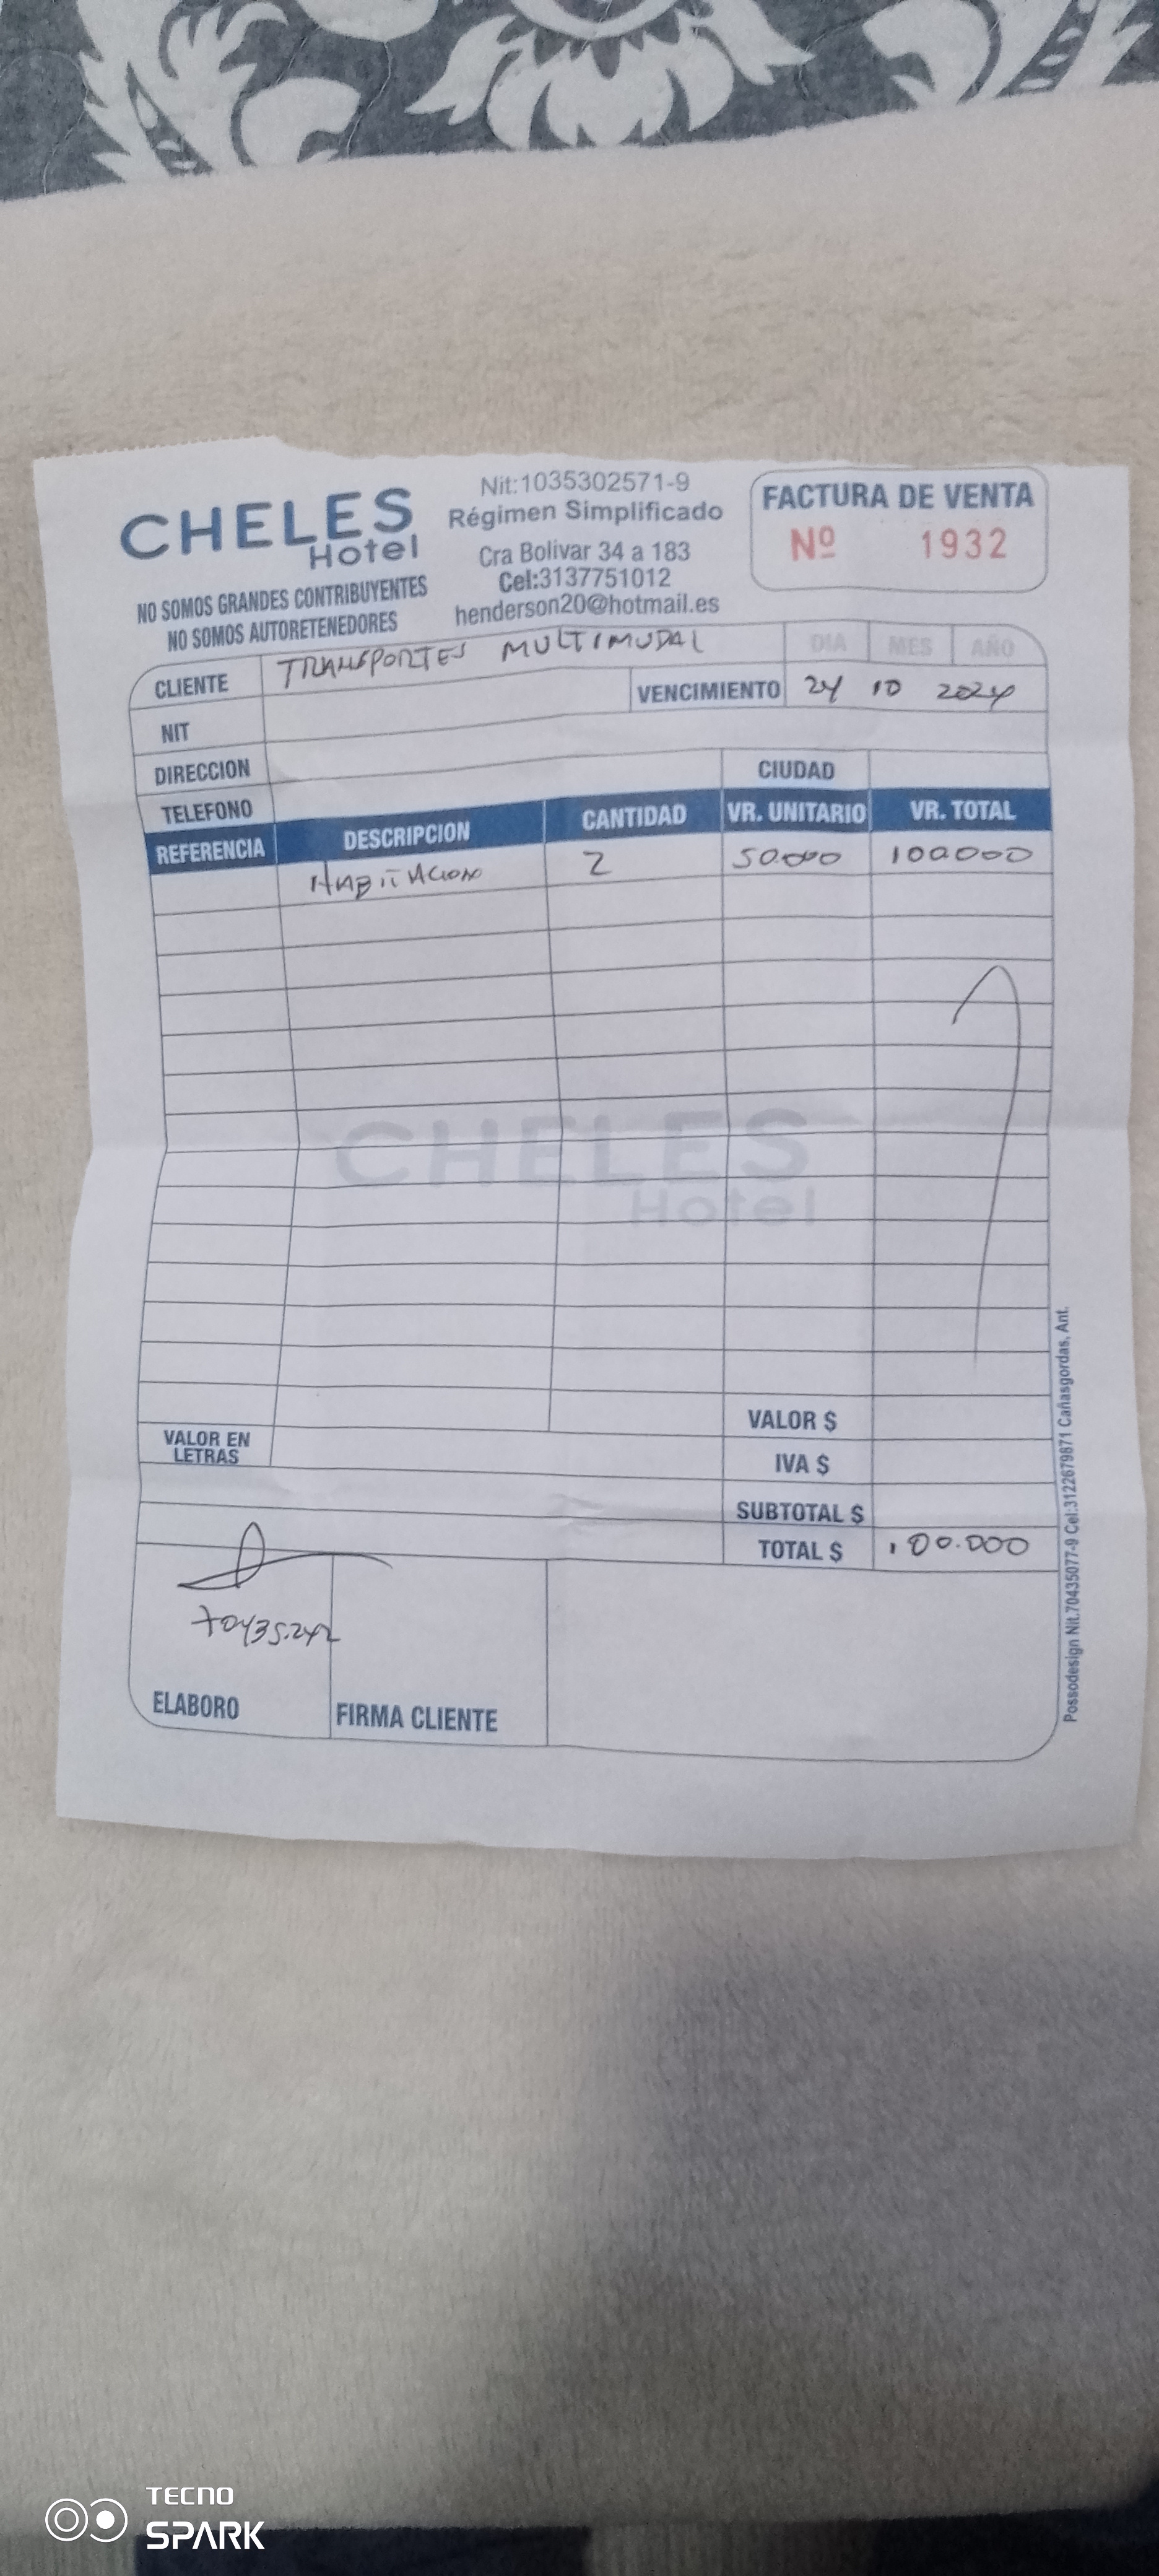 CHELES
Hotel
NO SOMOS GRANDES CONTRIBUYENTES
NO SOMOS AUTORETENEDORES
Nit:1035302571-9
Régimen Simplificado
Cra Bolivar 34 a 183
Cel:3137751012
henderson20@hotmail.es
FACTURA DE VENTA
Nº 1932
CLIENTE TRANSPORTES MULTIMUDAL DIA MES AÑO
VENCIMIENTO 24 10 2024
NIT
DIRECCION CIUDAD
TELEFONO
REFERENCIA DESCRIPCION CANTIDAD VR. UNITARIO VR. TOTAL
HABITACION 2 50.000 100.000
CHELES
Hotel
VALOR $
VALOR EN LETRAS
IVA $
SUBTOTAL $
TOTAL $ 100.000
70435.242
ELABORO FIRMA CLIENTE
Possodesign Nit.70435077-9 Cel:3122679871 Cañasgordas, Ant.
TECNO
SPARK